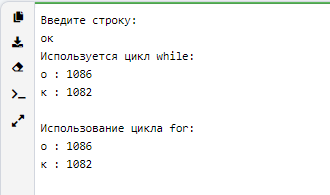 Введите строку:
ок
Используется цикл while:
о : 1086
к : 1082
Использование цикла for:
о : 1086
к : 1082